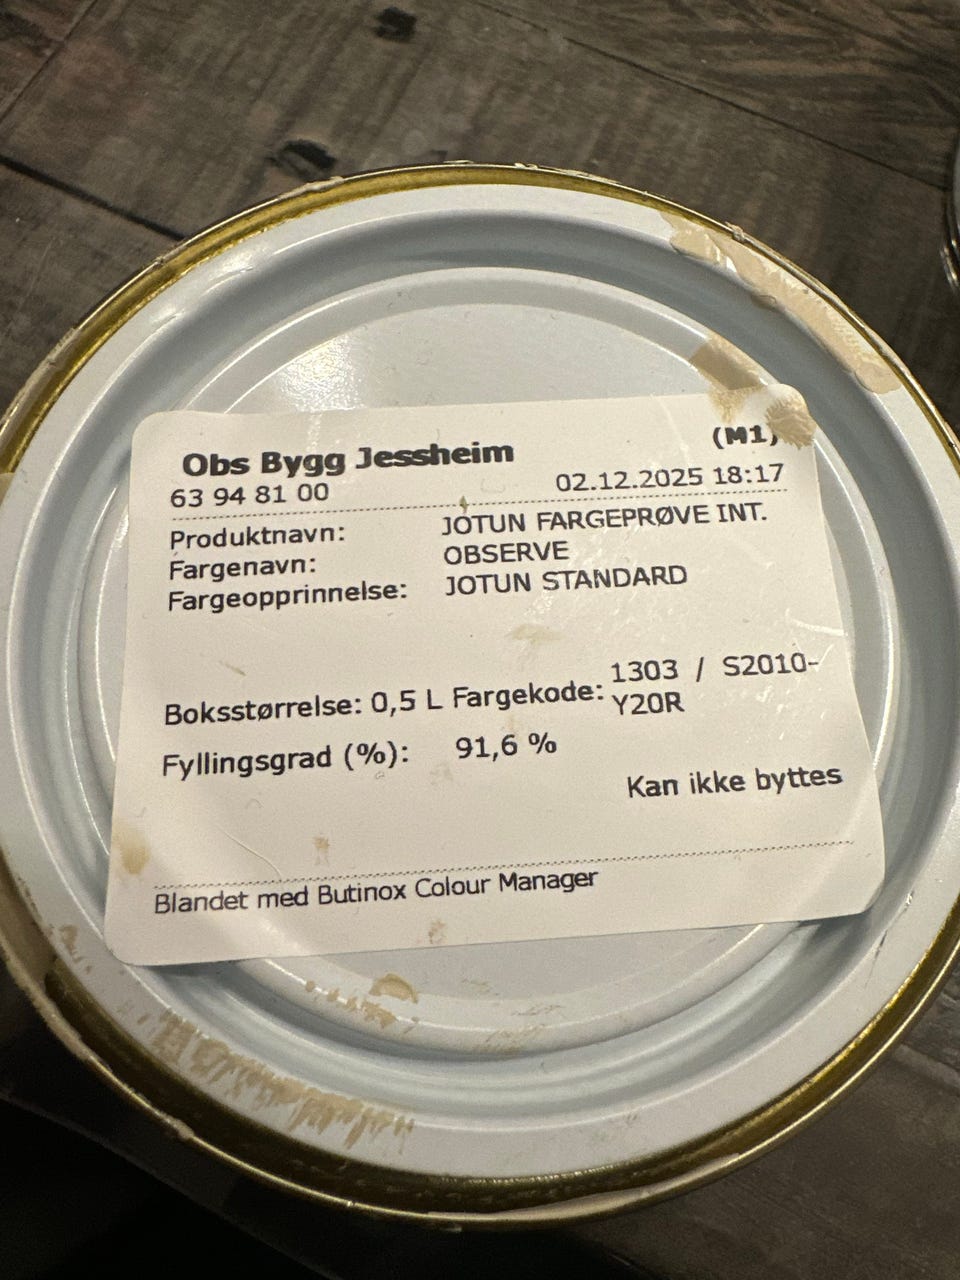 Obs Bygg Jessheim (M1)
63 94 81 00 02.12.2025 18:17
Produktnavn: JOTUN FARGEPRØVE INT.
Fargenavn: OBSERVE
Fargeopprinnelse: JOTUN STANDARD
Boksstørrelse: 0,5 L Fargekode: 1303 / S2010-
Y20R
Fyllingsgrad (%): 91,6 %
Kan ikke byttes
Blandet med Butinox Colour Manager